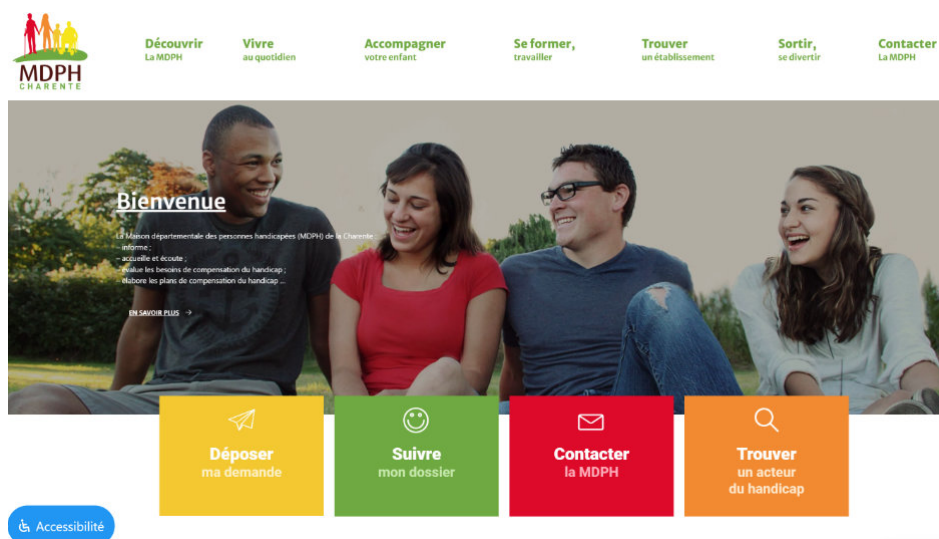 MDPH
CHARENTE
Découvrir
La MDPH
Vivre
au quotidien
Accompagner
votre enfant
Se former,
travailler
Trouver
un établissement
Sortir,
se divertir
Contacter
La MDPH
Bienvenue
La Maison départementale des personnes handicapées (MDPH) de la Charente :
– informe ;
– accueille et écoute ;
– évalue les besoins de compensation du handicap ;
– élabore les plans de compensation du handicap ...
EN SAVOIR PLUS →
Déposer
ma demande
Suivre
mon dossier
Contacter
la MDPH
Trouver
un acteur
du handicap
Accessibilité